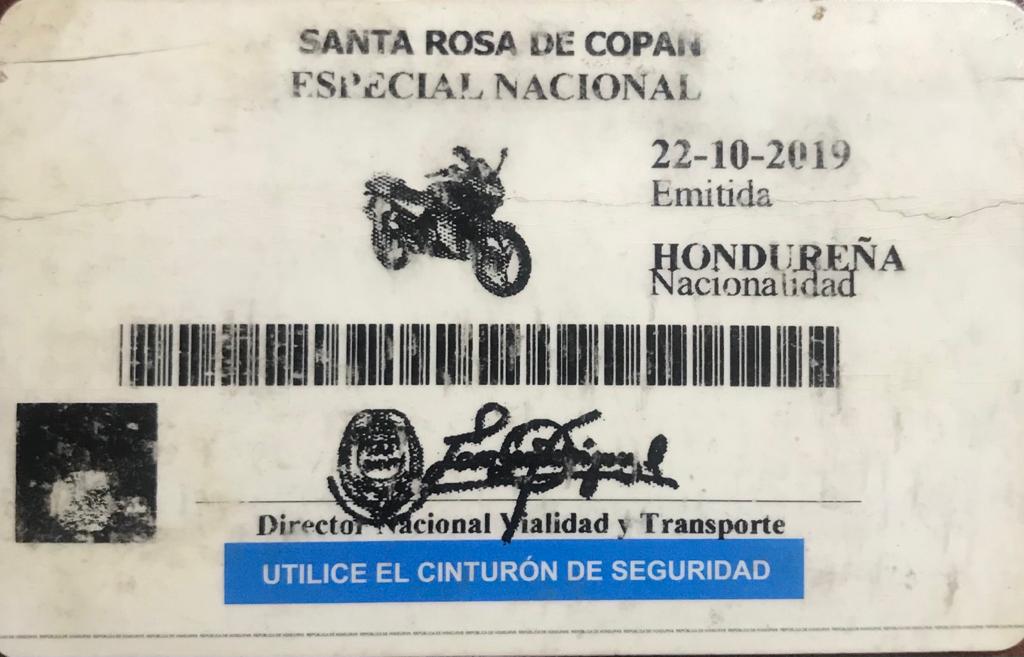 SANTA ROSA DE COPAN
ESPECIAL NACIONAL
22-10-2019
Emitida
HONDUREÑA
Nacionalidad
Director Nacional Vialidad y Transporte
UTILICE EL CINTURÓN DE SEGURIDAD